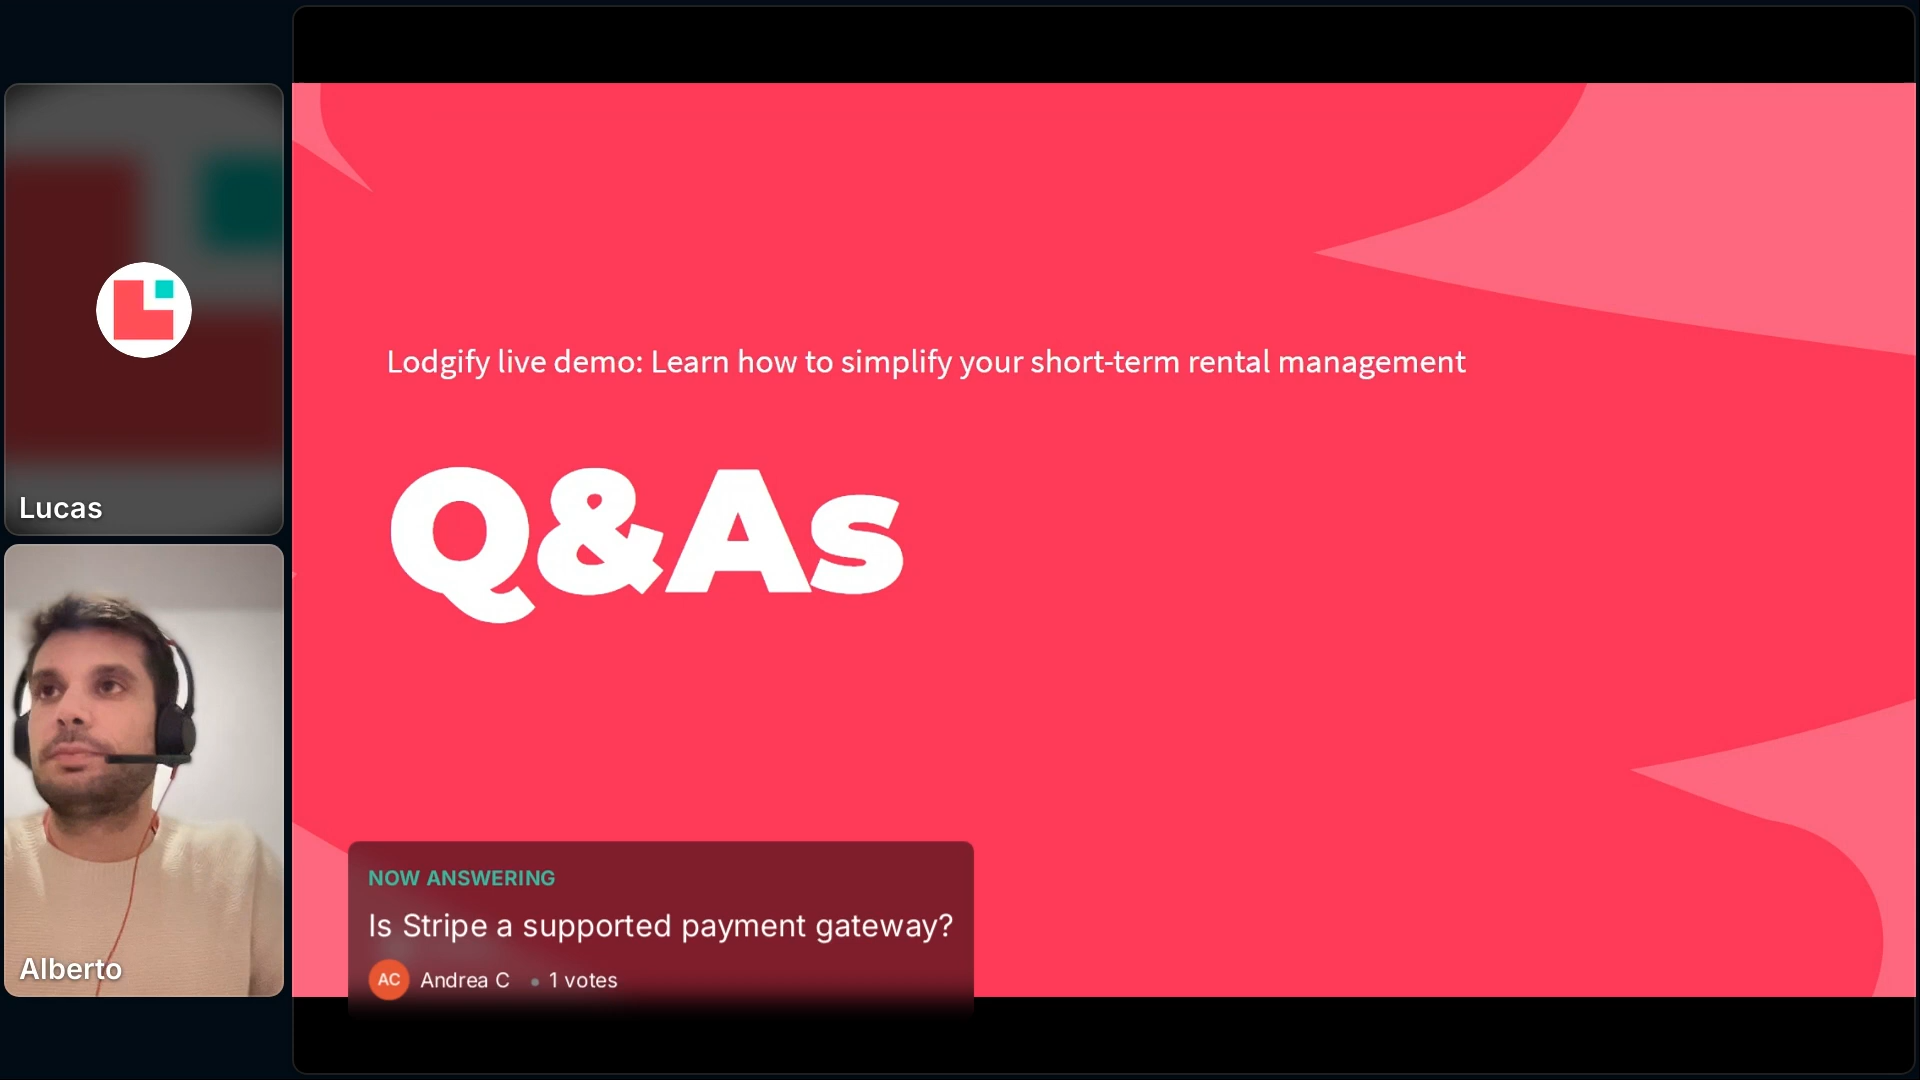 Lucas
Alberto
Lodgify live demo: Learn how to simplify your short-term rental management
Q&As
NOW ANSWERING
Is Stripe a supported payment gateway?
AC Andrea C • 1 votes